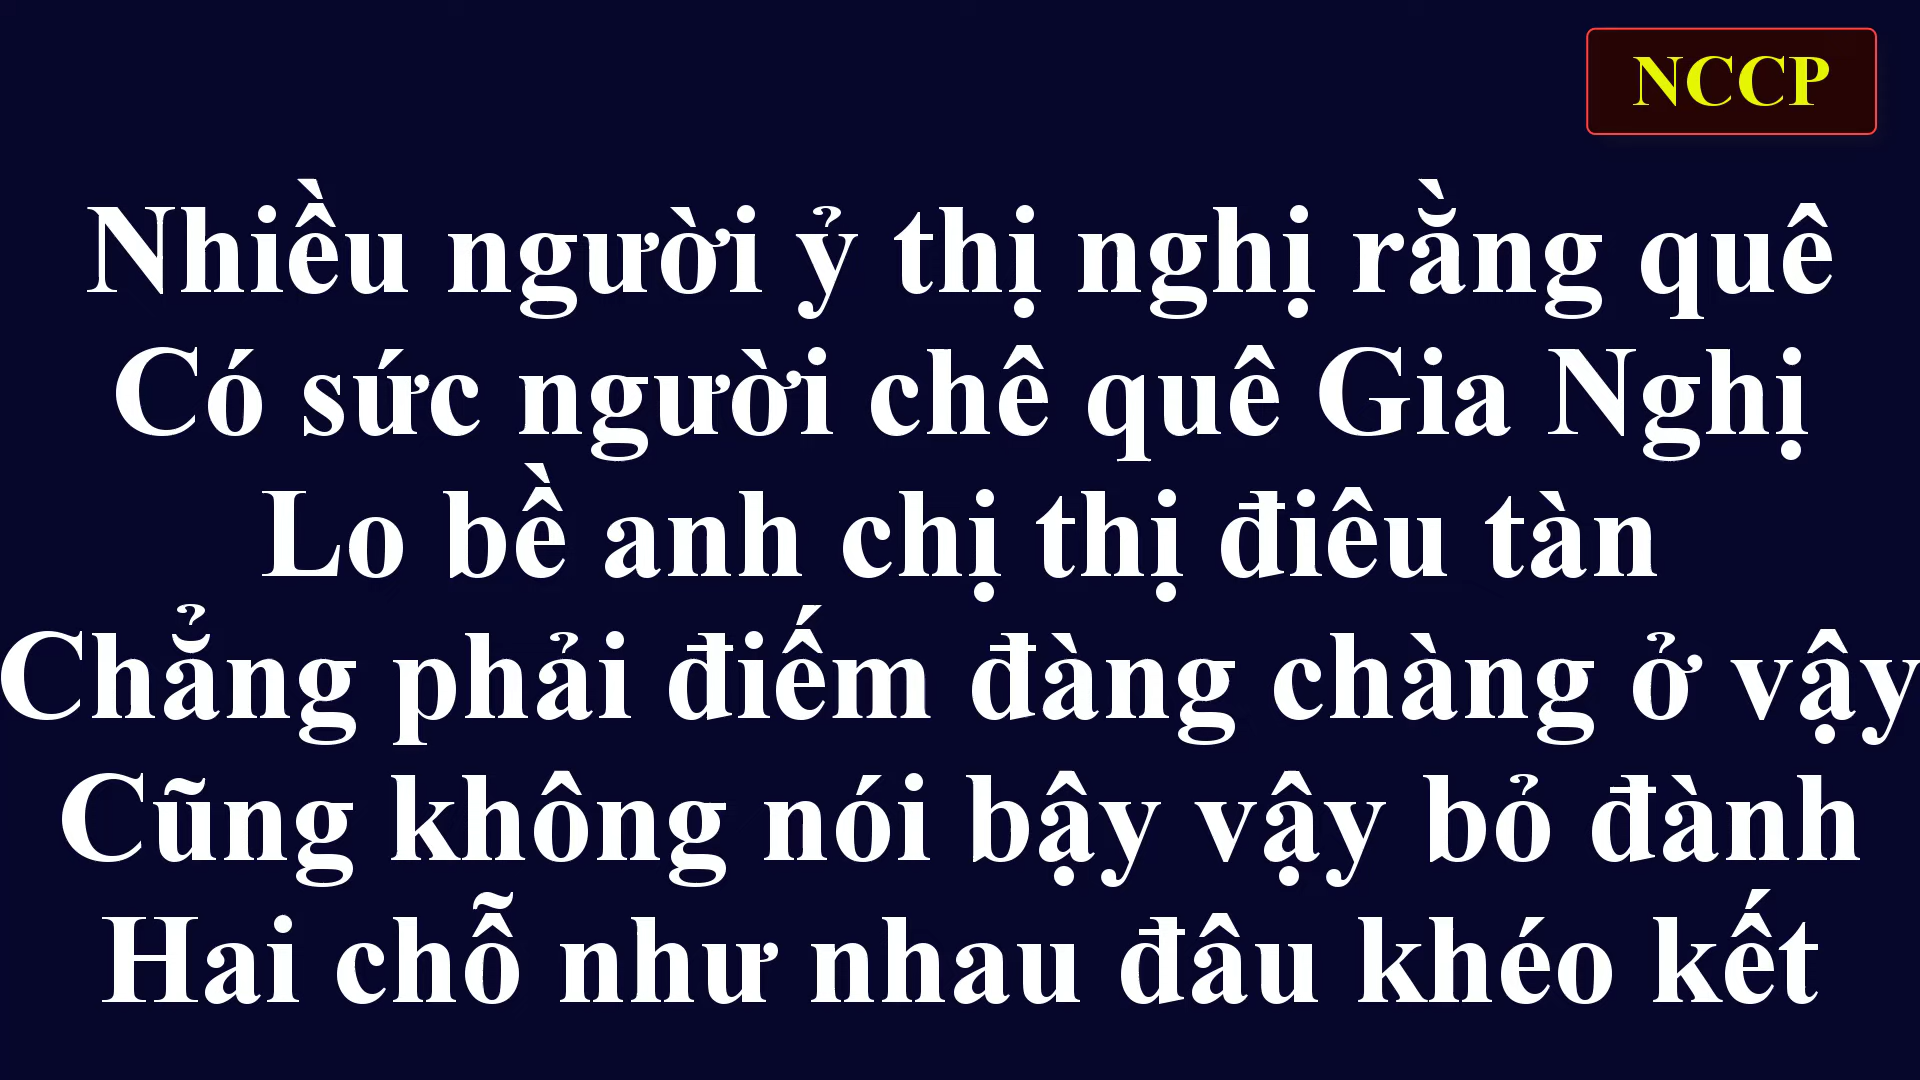 NCCP
Nhiều người ỷ thị nghị rằng quê
Có sức người chê quê Gia Nghị
Lo bề anh chị thị điêu tàn
Chẳng phải điếm đàng chàng ở vậy
Cũng không nói bậy vậy bỏ đành
Hai chỗ như nhau đâu khéo kết